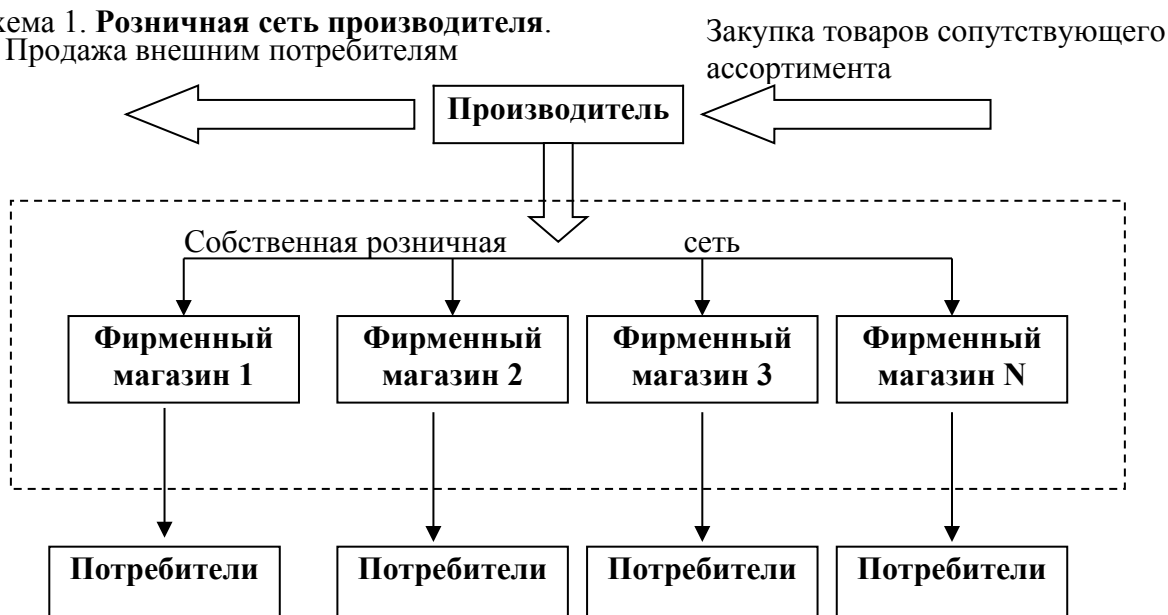 хема 1. Розничная сеть производителя.
Продажа внешним потребителям
Закупка товаров сопутствующего
ассортимента
Производитель
Собственная розничная сеть
Фирменный
магазин 1
Фирменный
магазин 2
Фирменный
магазин 3
Фирменный
магазин N
Потребители
Потребители
Потребители
Потребители